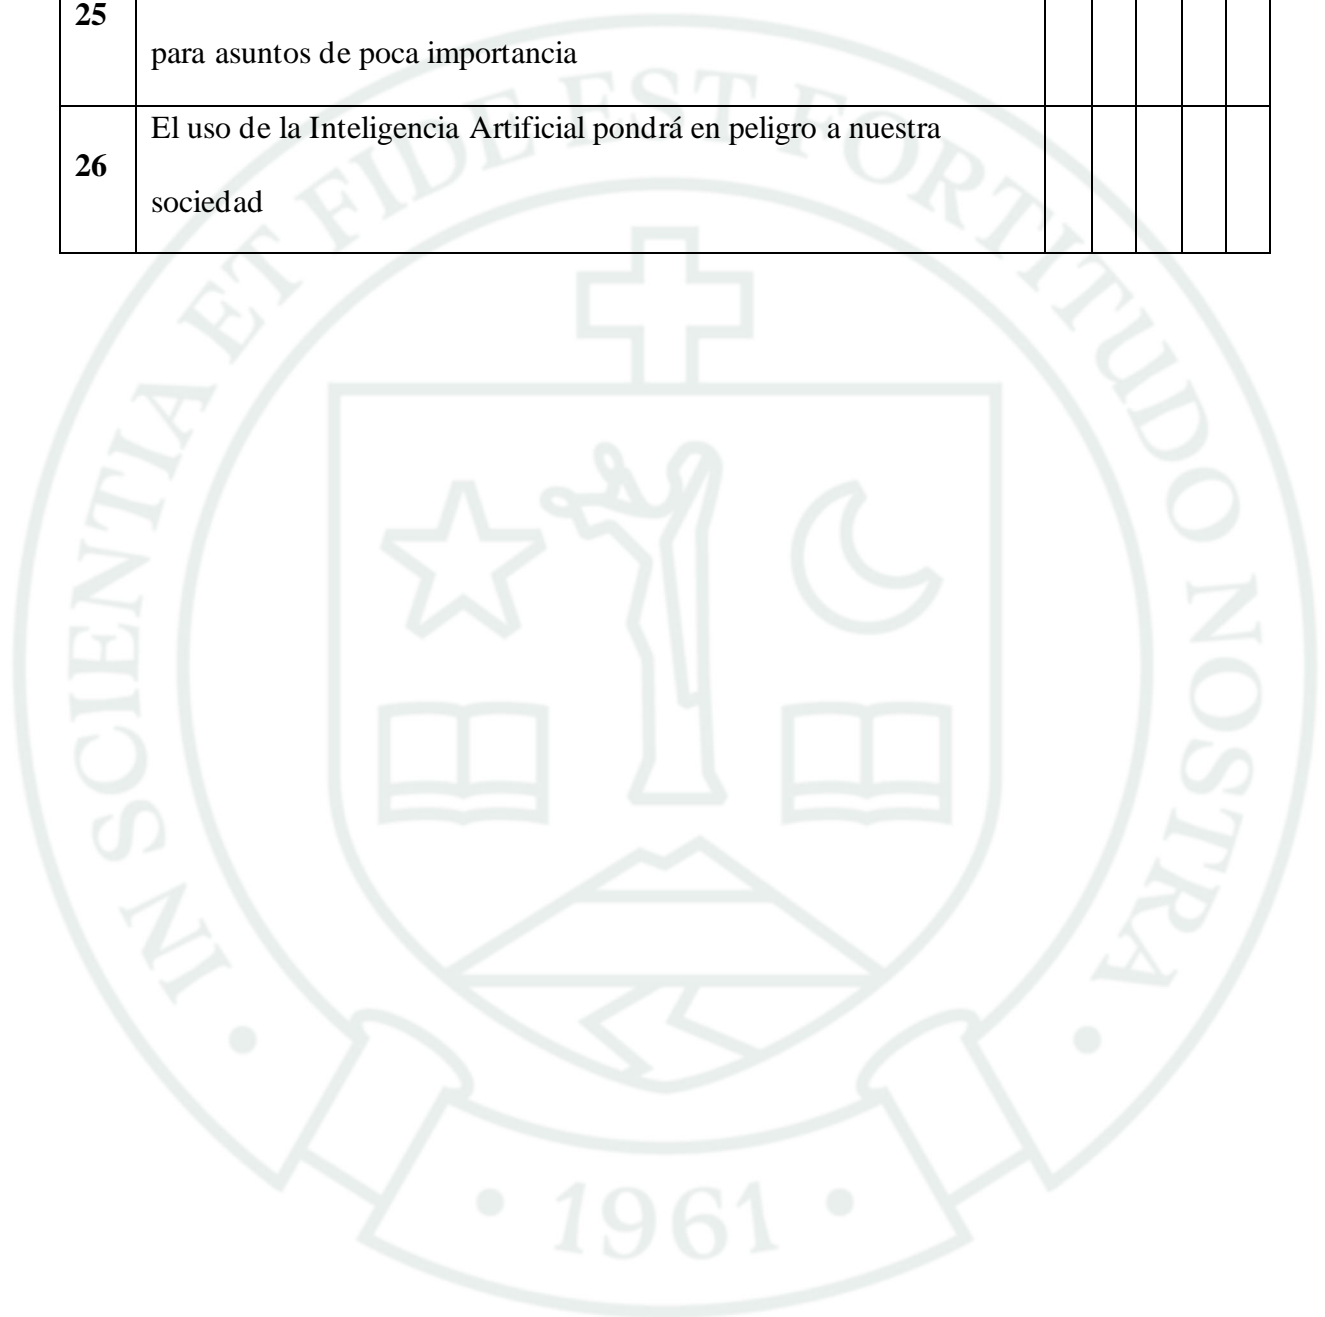 25
para asuntos de poca importancia
El uso de la Inteligencia Artificial pondrá en peligro a nuestra
26
sociedad
IN SCIENTIA ET FIDE EST FORTITUDO NOSTRA
• 1961 •